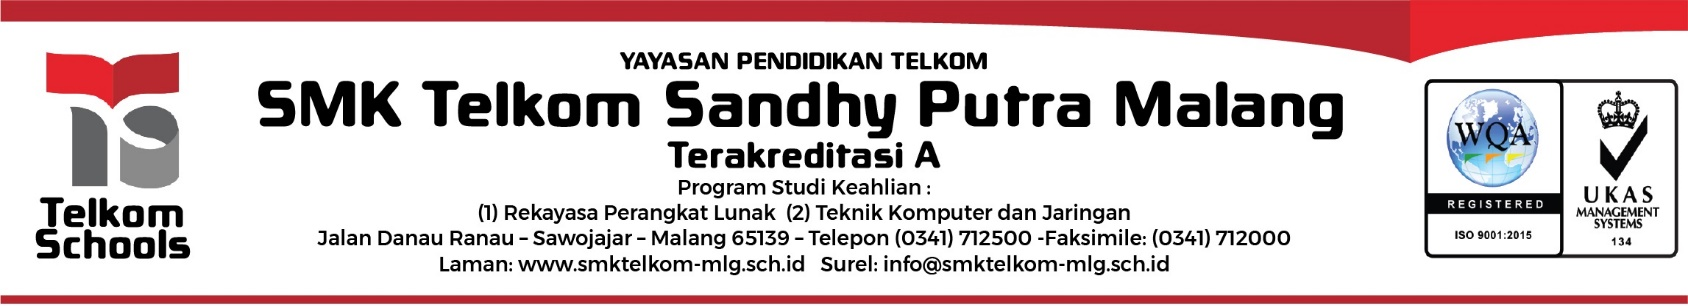 YAYASAN PENDIDIKAN TELKOM
SMK Telkom Sandhy Putra Malang
Terakreditasi A
Program Studi Keahlian :
(1) Rekayasa Perangkat Lunak (2) Teknik Komputer dan Jaringan
Jalan Danau Ranau – Sawojajar – Malang 65139 – Telepon (0341) 712500 -Faksimile: (0341) 712000
Laman: www.smktelkom-mlg.sch.id Surel: info@smktelkom-mlg.sch.id
Telkom
Schools
WQA
REGISTERED
ISO 9001:2015
UKAS
MANAGEMENT
SYSTEMS
134